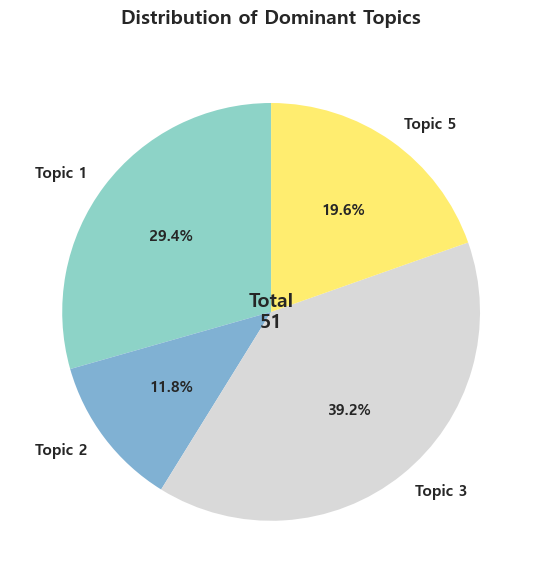 Distribution of Dominant Topics
Topic 5
Topic 1
19.6%
29.4%
Total
51
11.8%
39.2%
Topic 2
Topic 3